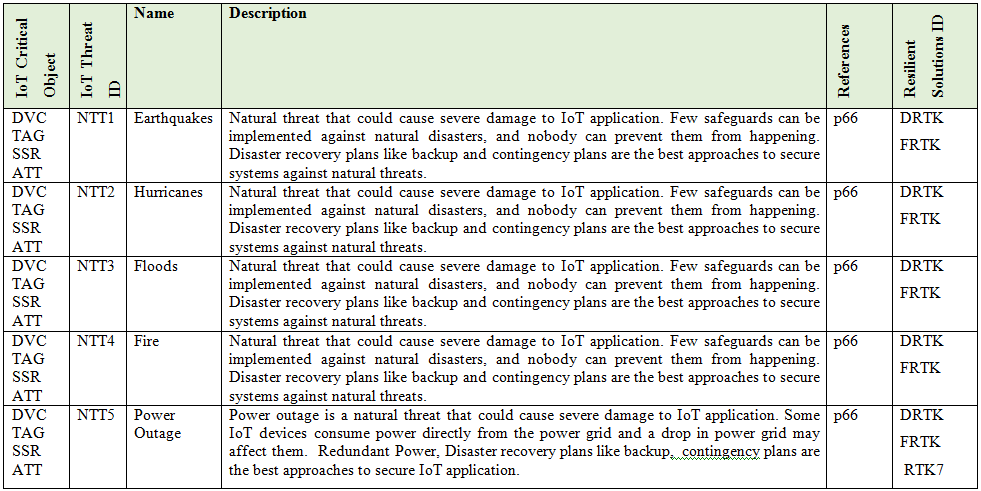 IoT Critical
Object
IoT Threat
ID
Name
Description
References
Resilient
Solutions ID
DVC
TAG
SSR
ATT
NTT1
Earthquakes
Natural threat that could cause severe damage to IoT application. Few safeguards can be
implemented against natural disasters, and nobody can prevent them from happening.
Disaster recovery plans like backup and contingency plans are the best approaches to secure
systems against natural threats.
p66
DRTK
FRTK
DVC
TAG
SSR
ATT
NTT2
Hurricanes
Natural threat that could cause severe damage to IoT application. Few safeguards can be
implemented against natural disasters, and nobody can prevent them from happening.
Disaster recovery plans like backup and contingency plans are the best approaches to secure
systems against natural threats.
p66
DRTK
FRTK
DVC
TAG
SSR
ATT
NTT3
Floods
Natural threat that could cause severe damage to IoT application. Few safeguards can be
implemented against natural disasters, and nobody can prevent them from happening.
Disaster recovery plans like backup and contingency plans are the best approaches to secure
systems against natural threats.
p66
DRTK
FRTK
DVC
TAG
SSR
ATT
NTT4
Fire
Natural threat that could cause severe damage to IoT application. Few safeguards can be
implemented against natural disasters, and nobody can prevent them from happening.
Disaster recovery plans like backup and contingency plans are the best approaches to secure
systems against natural threats.
p66
DRTK
FRTK
DVC
TAG
SSR
ATT
NTT5
Power
Outage
Power outage is a natural threat that could cause severe damage to IoT application. Some
IoT devices consume power directly from the power grid and a drop in power grid may
affect them. Redundant Power, Disaster recovery plans like backup, contingency plans are
the best approaches to secure IoT application.
p66
DRTK
FRTK
RTK7